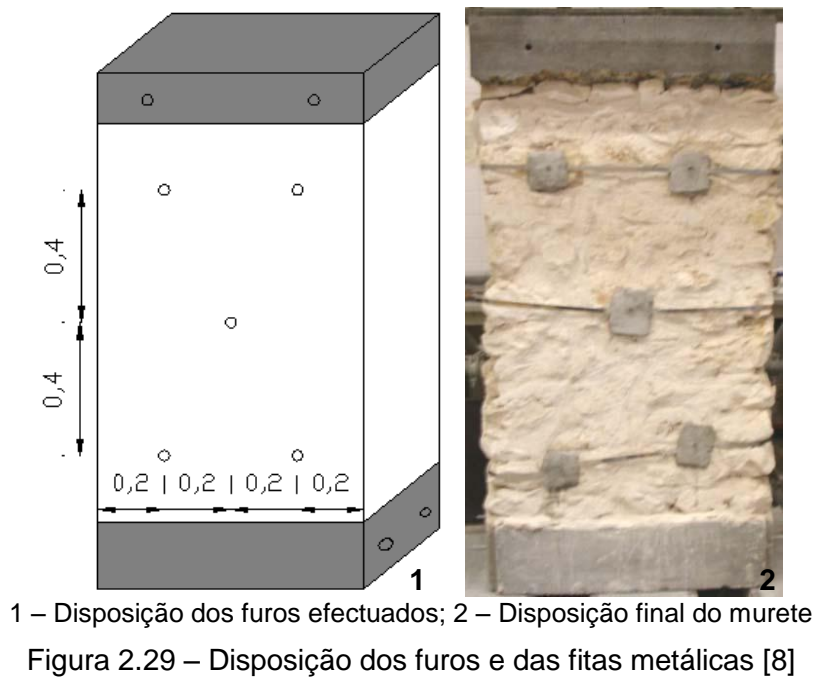 0,4
0,4
0,2 | 0,2 | 0,2 | 0,2
1
2
1 – Disposição dos furos efectuados; 2 – Disposição final do murete
Figura 2.29 – Disposição dos furos e das fitas metálicas [8]